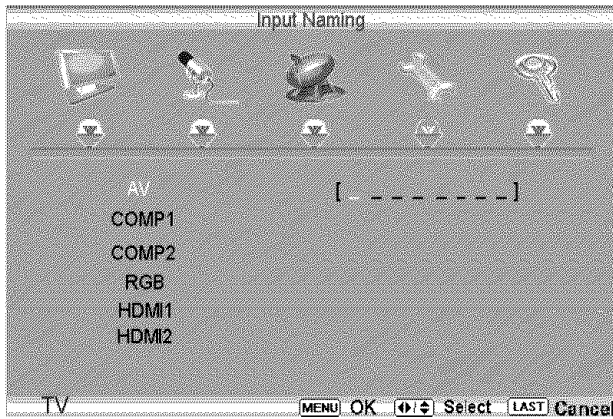 Input Naming
AV [ _ _ _ _ _ _ _ _ ]
COMP1
COMP2
RGB
HDMI1
HDMI2
TV MENU OK Select LAST Cancel